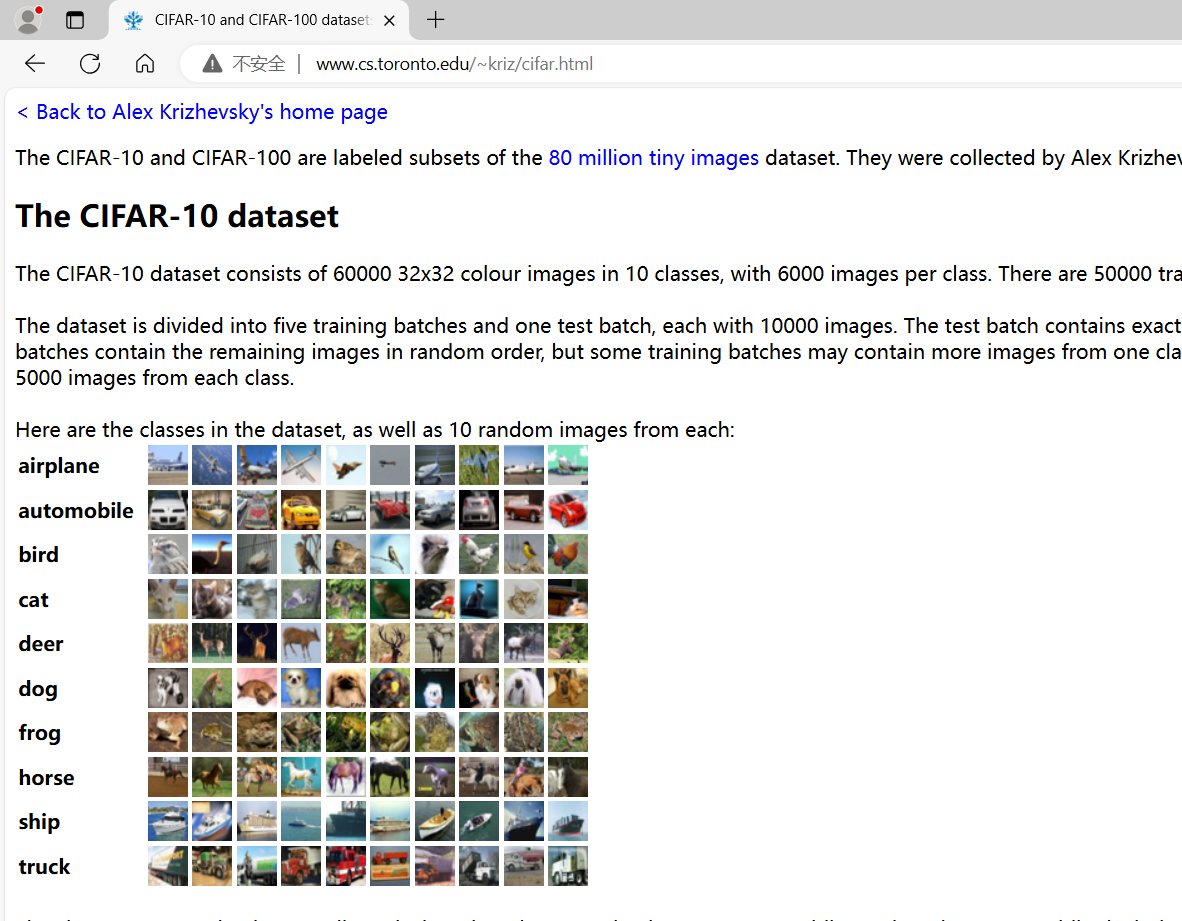 CIFAR-10 and CIFAR-100 datasets
不安全 | www.cs.toronto.edu/~kriz/cifar.html
< Back to Alex Krizhevsky's home page
The CIFAR-10 and CIFAR-100 are labeled subsets of the 80 million tiny images dataset. They were collected by Alex Krizhev
The CIFAR-10 dataset
The CIFAR-10 dataset consists of 60000 32x32 colour images in 10 classes, with 6000 images per class. There are 50000 tra
The dataset is divided into five training batches and one test batch, each with 10000 images. The test batch contains exact
batches contain the remaining images in random order, but some training batches may contain more images from one cla
5000 images from each class.
Here are the classes in the dataset, as well as 10 random images from each:
airplane
automobile
bird
cat
deer
dog
frog
horse
ship
truck